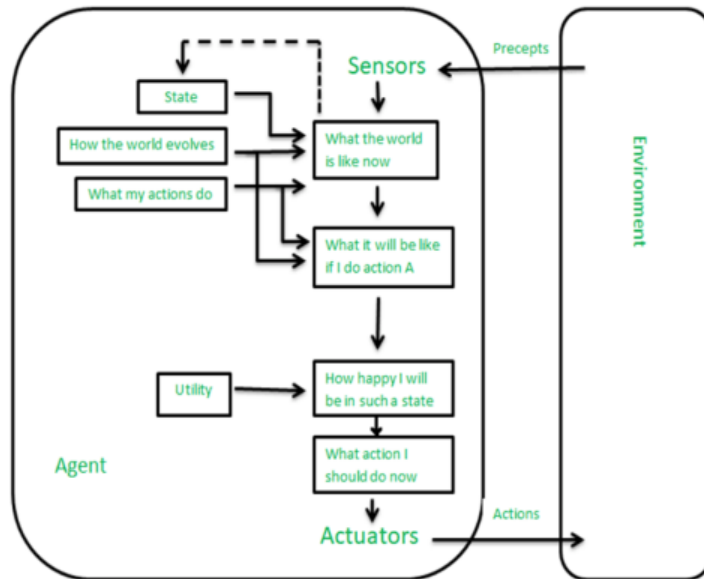 Precepts
Sensors
State
How the world evolves
What the world
is like now
What my actions do
What it will be like
if I do action A
Environment
Utility
How happy I will
be in such a state
What action I
should do now
Agent
Actuators
Actions